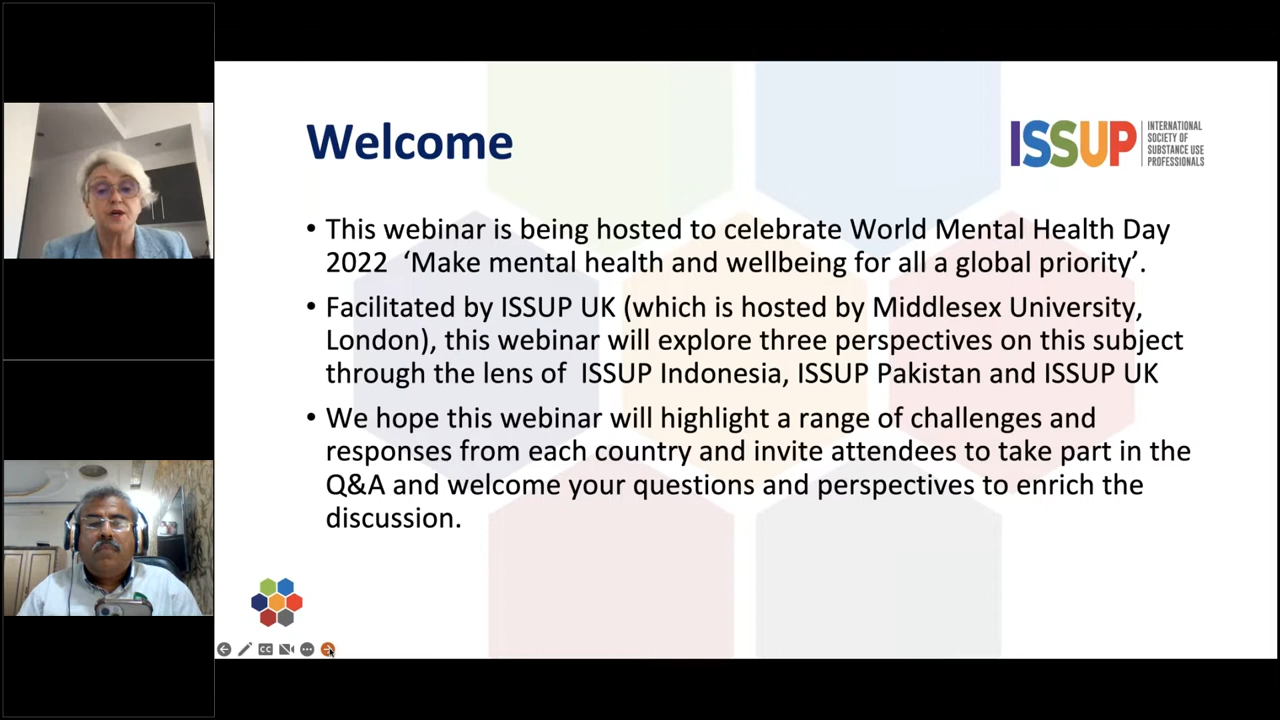 Welcome
ISSUP
INTERNATIONAL
SOCIETY OF
SUBSTANCE USE
PROFESSIONALS
• This webinar is being hosted to celebrate World Mental Health Day
2022 ‘Make mental health and wellbeing for all a global priority’.
• Facilitated by ISSUP UK (which is hosted by Middlesex University,
London), this webinar will explore three perspectives on this subject
through the lens of ISSUP Indonesia, ISSUP Pakistan and ISSUP UK
• We hope this webinar will highlight a range of challenges and
responses from each country and invite attendees to take part in the
Q&A and welcome your questions and perspectives to enrich the
discussion.
CC